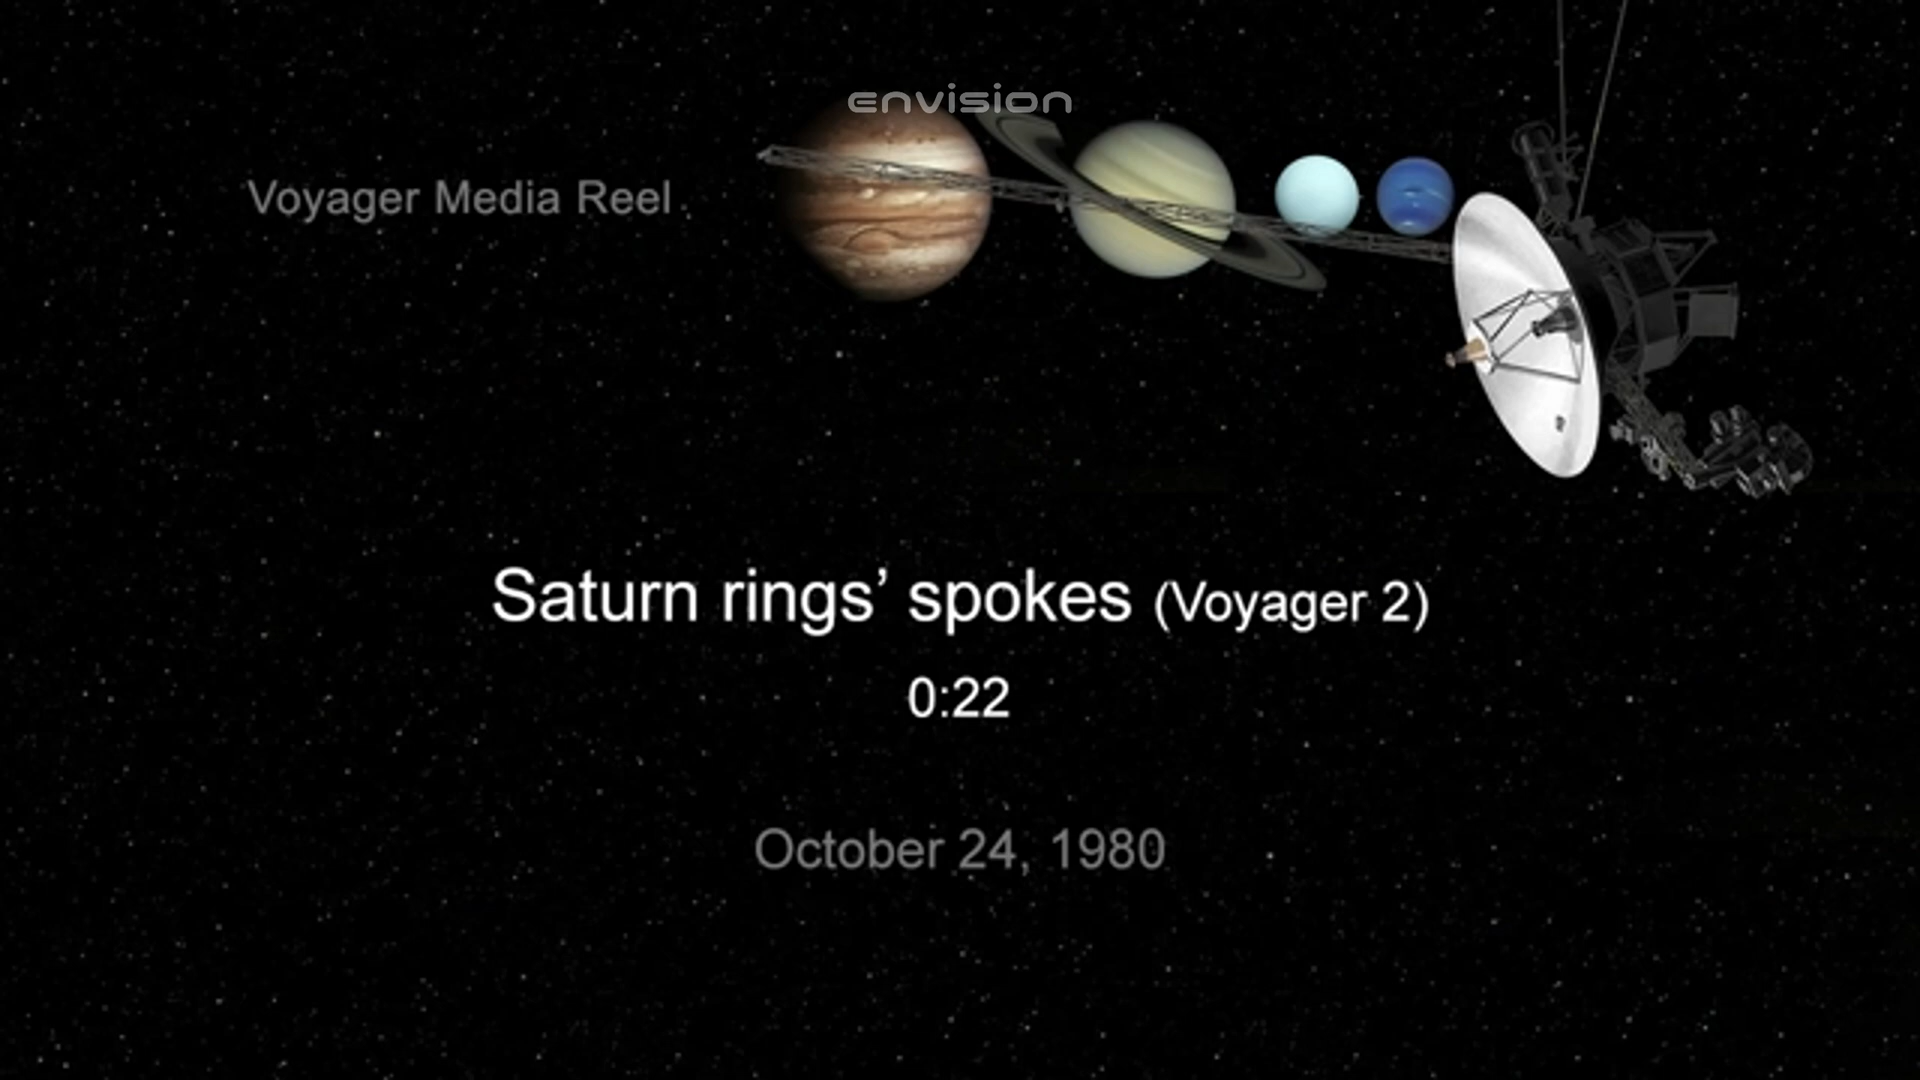 envision
Voyager Media Reel
Saturn rings’ spokes (Voyager 2)
0:22
October 24, 1980